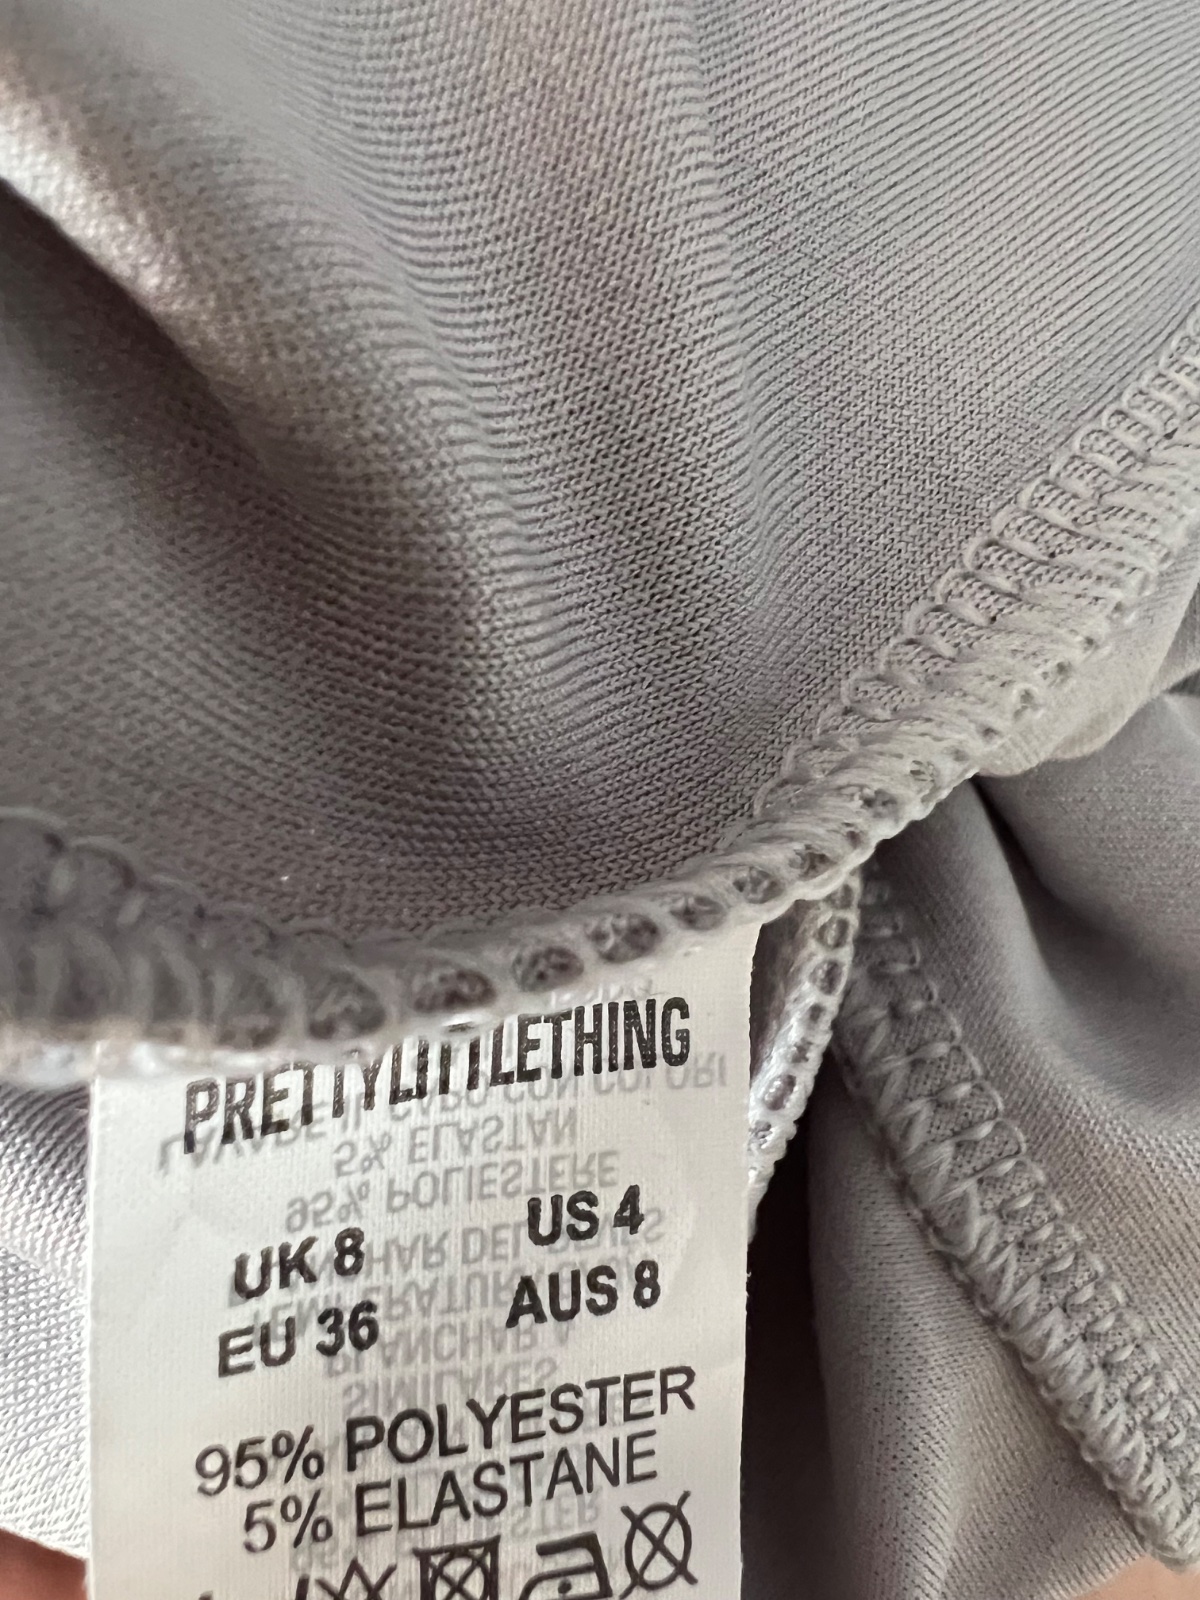 PRETTYLITTLETHING
UK 8 US 4
EU 36 AUS 8
95% POLYESTER
5% ELASTANE